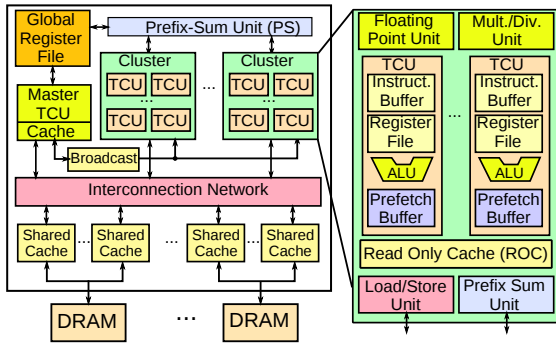 Global
Register
File
Prefix-Sum Unit (PS)
Cluster
TCU
TCU
...
TCU
TCU
...
Cluster
TCU
TCU
...
TCU
TCU
Master
TCU
Cache
Broadcast
Interconnection Network
Shared
Cache
...
Shared
Cache
...
Shared
Cache
...
Shared
Cache
DRAM
...
DRAM
Floating
Point Unit
Mult./Div.
Unit
TCU
Instruct.
Buffer
Register
File
ALU
Prefetch
Buffer
...
TCU
Instruct.
Buffer
Register
File
ALU
Prefetch
Buffer
Read Only Cache (ROC)
Load/Store
Unit
Prefix Sum
Unit